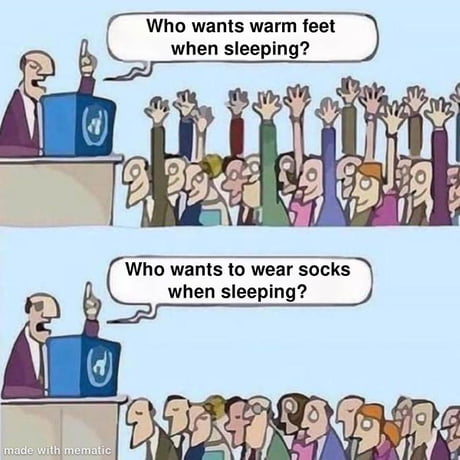 Who wants warm feet
when sleeping?
Who wants to wear socks
when sleeping?
made with mematic